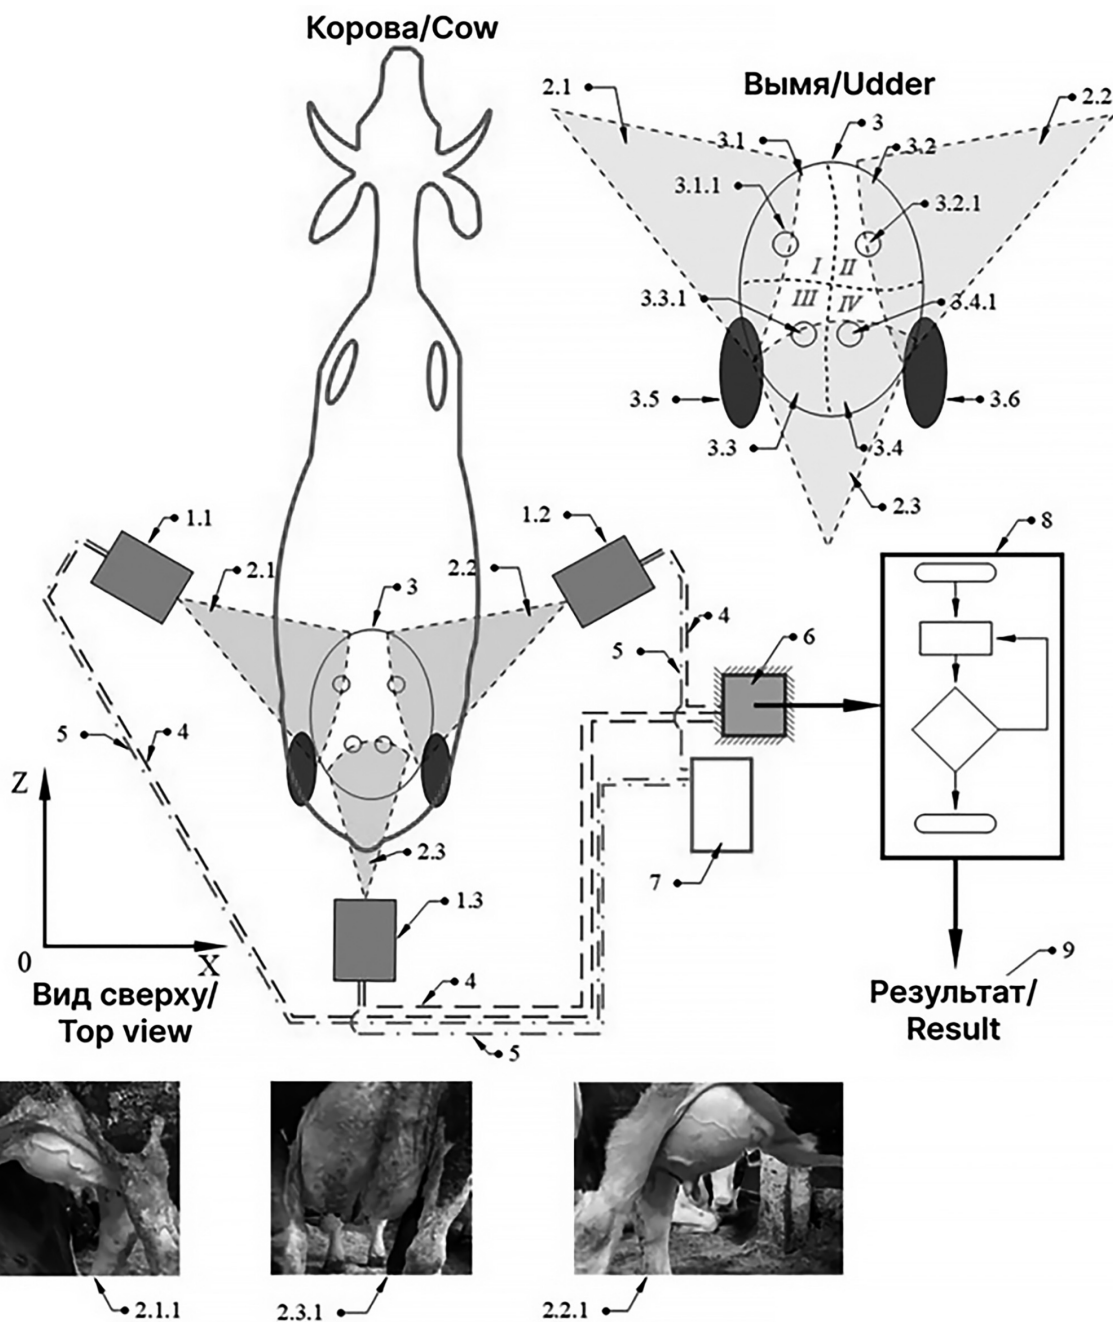 Корова/Cow
Вымя/Udder
2.1
2.2
3
3.1
3.2
3.1.1
3.2.1
I
II
3.3.1
III
IV
3.4.1
3.5
3.6
3.3
3.4
2.3
1.1
1.2
8
2.1
2.2
3
4
6
5
5
4
Z
2.3
7
1.3
0
X
4
9
Вид сверху/
Top view
Результат/
Result
5
2.1.1
2.3.1
2.2.1